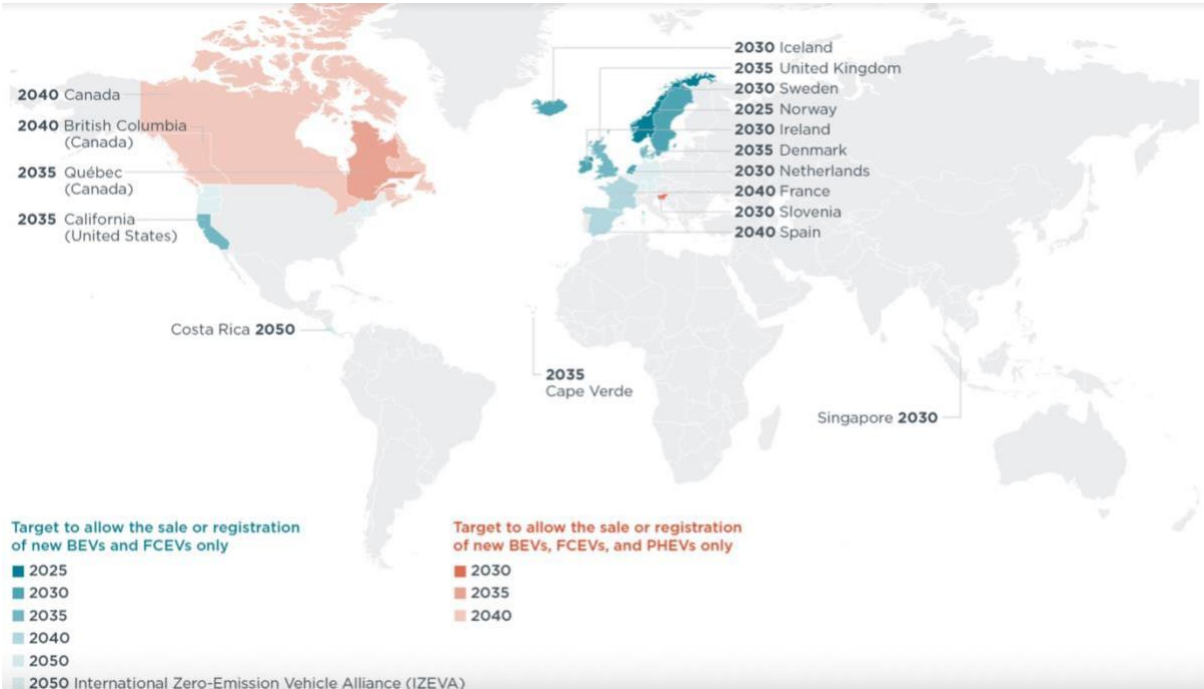 2040 Canada
2040 British Columbia
(Canada)
2035 Québec
(Canada)
2035 California
(United States)
Costa Rica 2050
2030 Iceland
2035 United Kingdom
2030 Sweden
2025 Norway
2030 Ireland
2035 Denmark
2030 Netherlands
2040 France
2030 Slovenia
2040 Spain
2035
Cape Verde
Singapore 2030
Target to allow the sale or registration
of new BEVs and FCEVs only
2025
2030
2035
2040
2050
2050 International Zero-Emission Vehicle Alliance (IZEVA)
Target to allow the sale or registration
of new BEVs, FCEVs, and PHEVs only
2030
2035
2040